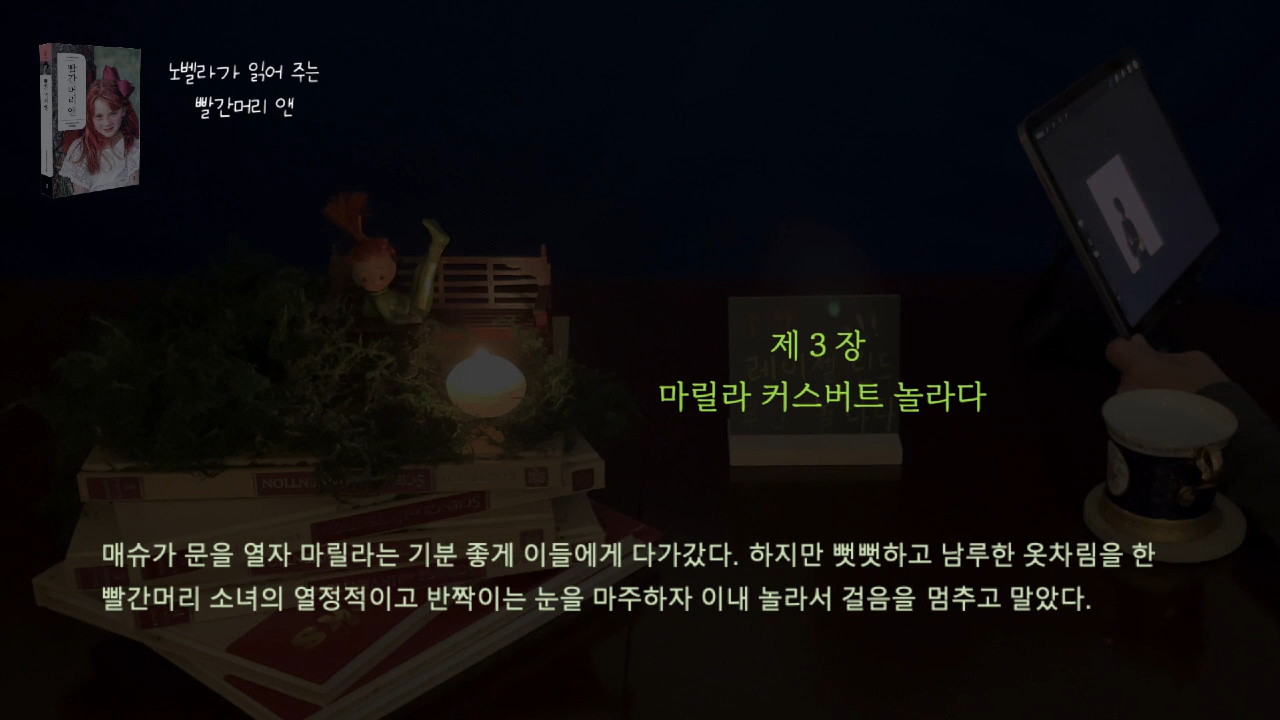 노벨라가 읽어 주는
빨간머리 앤
빨간 머리 앤
제 3 장
마릴라 커스버트 놀라다
매슈가 문을 열자 마릴라는 기분 좋게 이들에게 다가갔다. 하지만 뻣뻣하고 남루한 옷차림을 한
빨간머리 소녀의 열정적이고 반짝이는 눈을 마주하자 이내 놀라서 걸음을 멈추고 말았다.